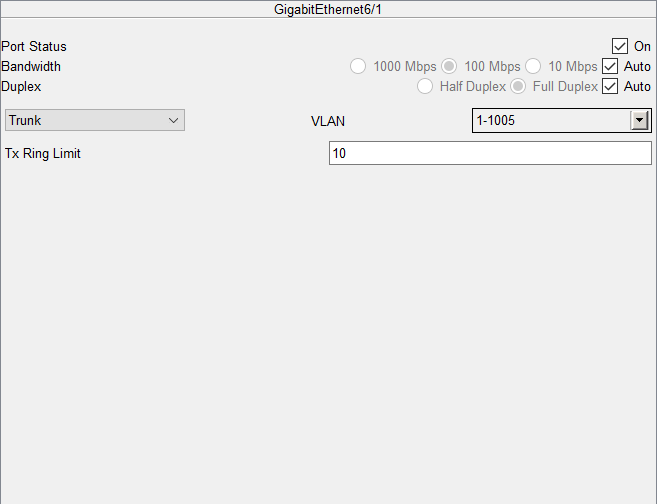 GigabitEthernet6/1
Port Status On
Bandwidth 1000 Mbps 100 Mbps 10 Mbps Auto
Duplex Half Duplex Full Duplex Auto
Trunk VLAN 1-1005
Tx Ring Limit 10